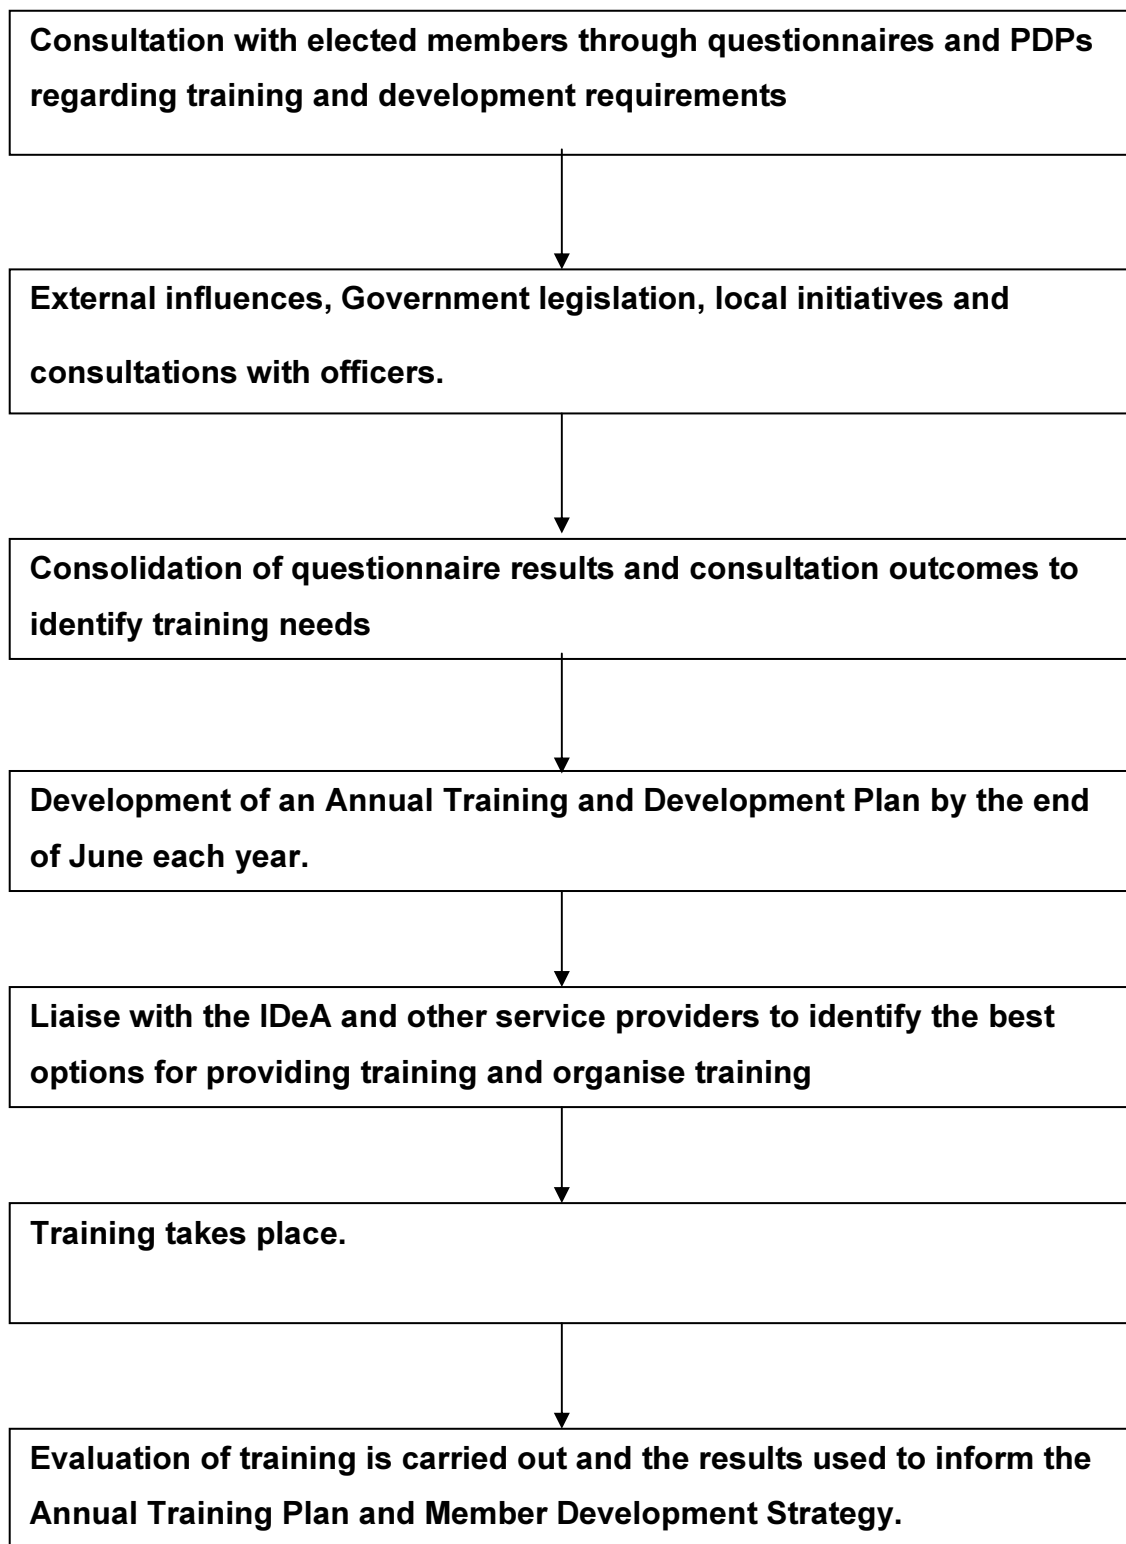 Consultation with elected members through questionnaires and PDPs
regarding training and development requirements
External influences, Government legislation, local initiatives and
consultations with officers.
Consolidation of questionnaire results and consultation outcomes to
identify training needs
Development of an Annual Training and Development Plan by the end
of June each year.
Liaise with the IDeA and other service providers to identify the best
options for providing training and organise training
Training takes place.
Evaluation of training is carried out and the results used to inform the
Annual Training Plan and Member Development Strategy.